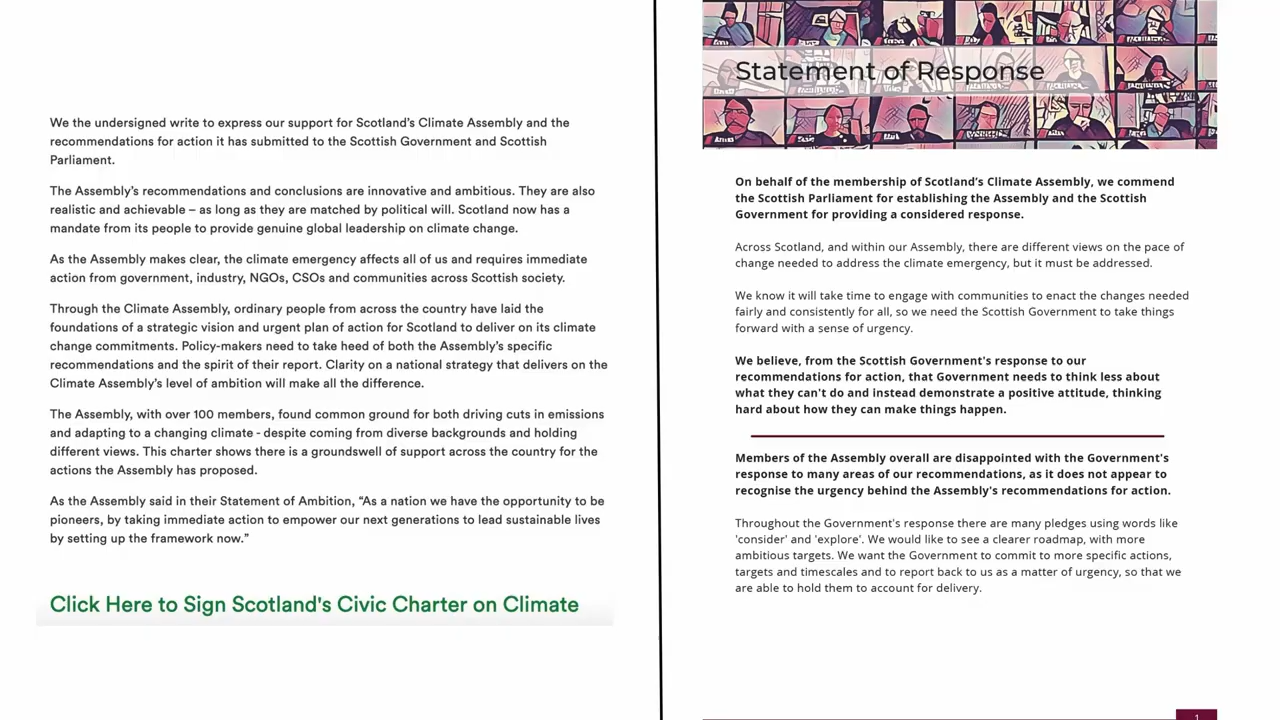 We the undersigned write to express our support for Scotland's Climate Assembly and the
recommendations for action it has submitted to the Scottish Government and Scottish
Parliament.
The Assembly's recommendations and conclusions are innovative and ambitious. They are also
realistic and achievable – as long as they are matched by political will. Scotland now has a
mandate from its people to provide genuine global leadership on climate change.
As the Assembly makes clear, the climate emergency affects all of us and requires immediate
action from government, industry, NGOs, CSOs and communities across Scottish society.
Through the Climate Assembly, ordinary people from across the country have laid the
foundations of a strategic vision and urgent plan of action for Scotland to deliver on its climate
change commitments. Policy-makers need to take heed of both the Assembly's specific
recommendations and the spirit of their report. Clarity on a national strategy that delivers on the
Climate Assembly's level of ambition will make all the difference.
The Assembly, with over 100 members, found common ground for both driving cuts in emissions
and adapting to a changing climate - despite coming from diverse backgrounds and holding
different views. This charter shows there is a groundswell of support across the country for the
actions the Assembly has proposed.
As the Assembly said in their Statement of Ambition, “As a nation we have the opportunity to be
pioneers, by taking immediate action to empower our next generations to lead sustainable lives
by setting up the framework now.”
Click Here to Sign Scotland's Civic Charter on Climate
Statement of Response
On behalf of the membership of Scotland’s Climate Assembly, we commend
the Scottish Parliament for establishing the Assembly and the Scottish
Government for providing a considered response.
Across Scotland, and within our Assembly, there are different views on the pace of
change needed to address the climate emergency, but it must be addressed.
We know it will take time to engage with communities to enact the changes needed
fairly and consistently for all, so we need the Scottish Government to take things
forward with a sense of urgency.
We believe, from the Scottish Government's response to our
recommendations for action, that Government needs to think less about
what they can't do and instead demonstrate a positive attitude, thinking
hard about how they can make things happen.
Members of the Assembly overall are disappointed with the Government's
response to many areas of our recommendations, as it does not appear to
recognise the urgency behind the Assembly's recommendations for action.
Throughout the Government's response there are many pledges using words like
'consider' and 'explore'. We would like to see a clearer roadmap, with more
ambitious targets. We want the Government to commit to more specific actions,
targets and timescales and to report back to us as a matter of urgency, so that we
are able to hold them to account for delivery.
1